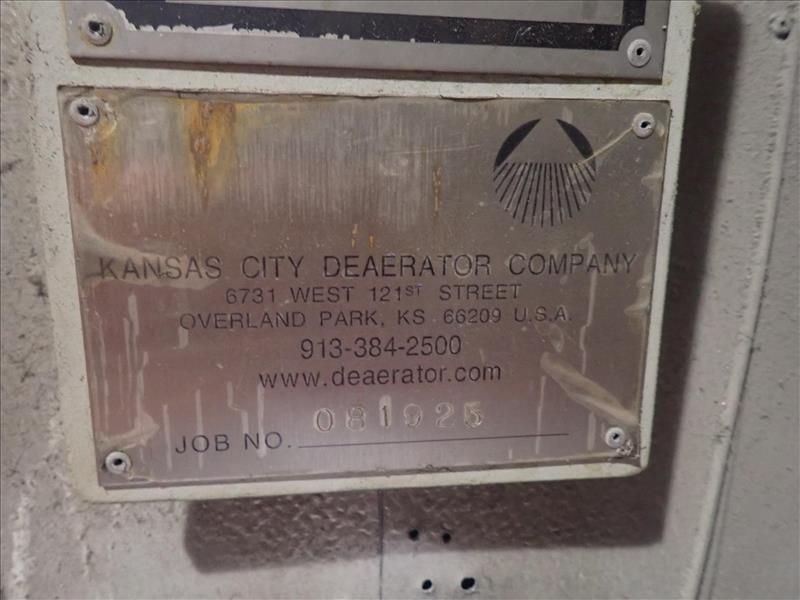 KANSAS CITY DEAERATOR COMPANY
6731 WEST 121ST STREET
OVERLAND PARK, KS 66209 U.S.A.
913-384-2500
www.deaerator.com
JOB NO. 081925